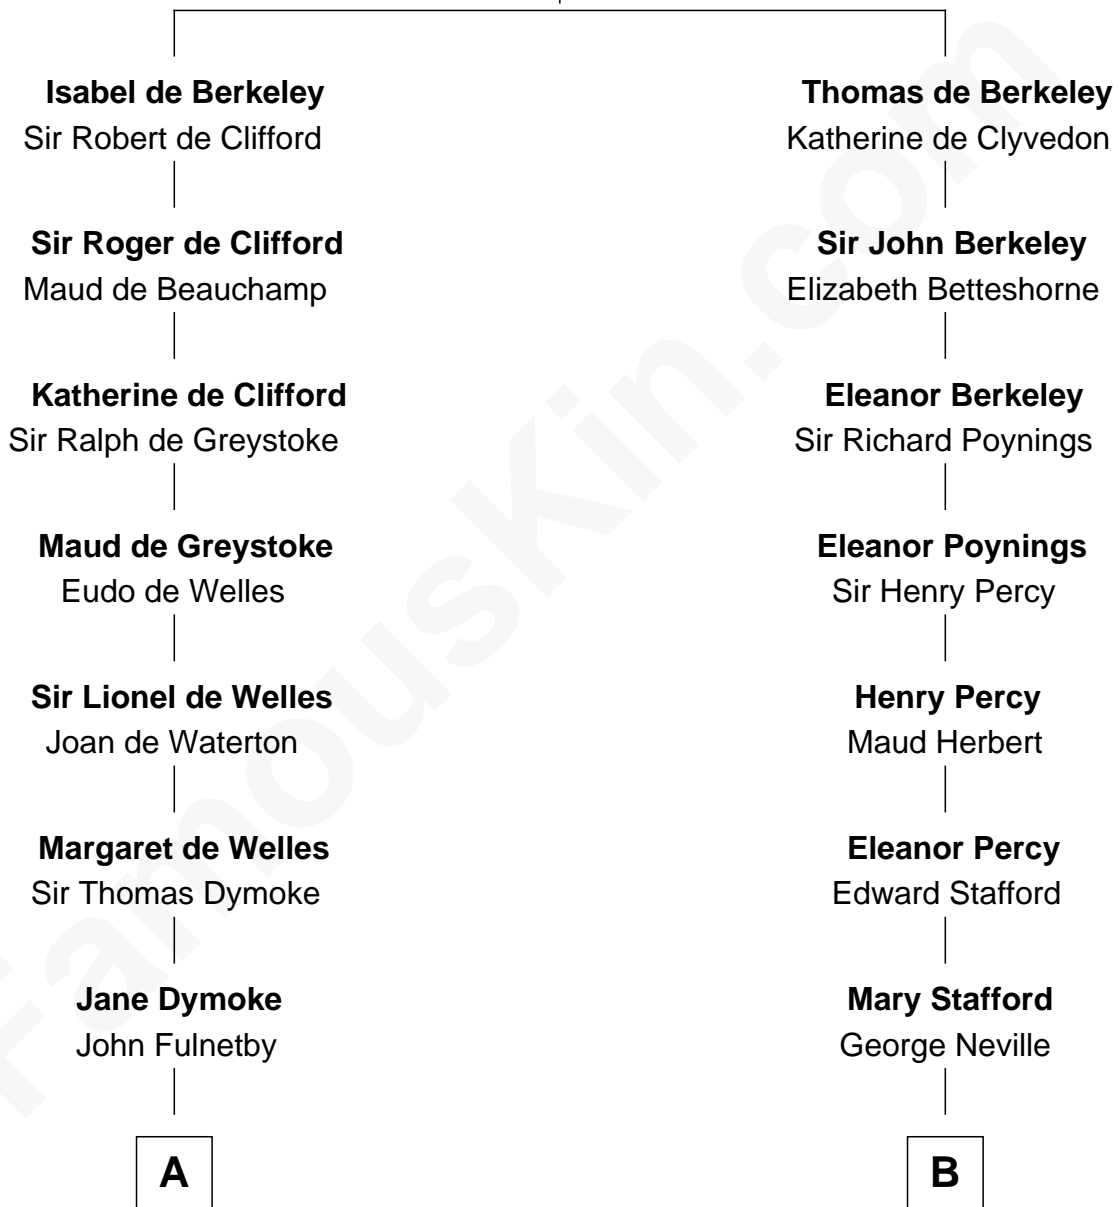 Isabel de Berkeley
Sir Robert de Clifford
Sir Roger de Clifford
Maud de Beauchamp
Katherine de Clifford
Sir Ralph de Greystoke
Maud de Greystoke
Eudo de Welles
Sir Lionel de Welles
Joan de Waterton
Margaret de Welles
Sir Thomas Dymoke
Jane Dymoke
John Fulnetby
A
Thomas de Berkeley
Katherine de Clyvedon
Sir John Berkeley
Elizabeth Betteshorne
Eleanor Berkeley
Sir Richard Poynings
Eleanor Poynings
Sir Henry Percy
Henry Percy
Maud Herbert
Eleanor Percy
Edward Stafford
Mary Stafford
George Neville
B
FamousKin.com